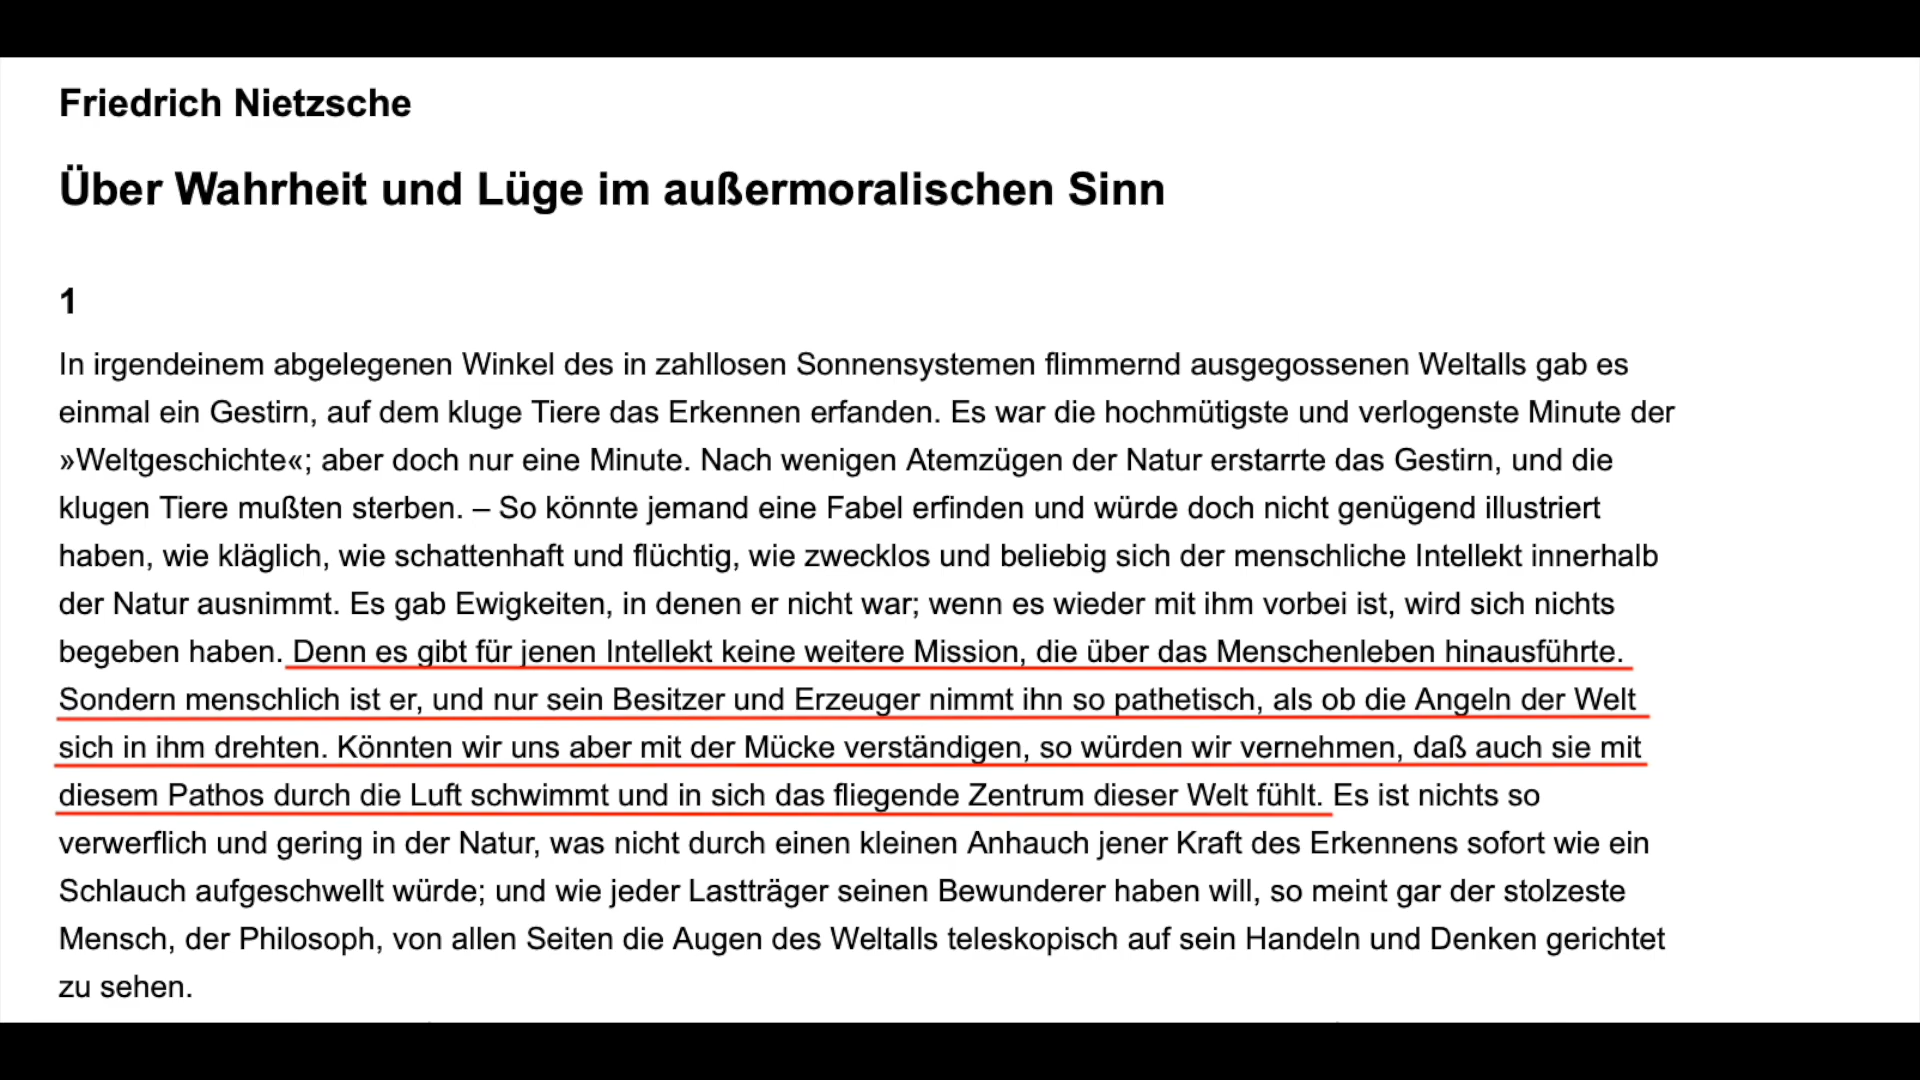 Friedrich Nietzsche
Über Wahrheit und Lüge im außermoralischen Sinn
1
In irgendeinem abgelegenen Winkel des in zahllosen Sonnensystemen flimmernd ausgegossenen Weltalls gab es
einmal ein Gestirn, auf dem kluge Tiere das Erkennen erfanden. Es war die hochmütigste und verlogenste Minute der
»Weltgeschichte«; aber doch nur eine Minute. Nach wenigen Atemzügen der Natur erstarrte das Gestirn, und die
klugen Tiere mußten sterben. – So könnte jemand eine Fabel erfinden und würde doch nicht genügend illustriert
haben, wie kläglich, wie schattenhaft und flüchtig, wie zwecklos und beliebig sich der menschliche Intellekt innerhalb
der Natur ausnimmt. Es gab Ewigkeiten, in denen er nicht war; wenn es wieder mit ihm vorbei ist, wird sich nichts
begeben haben. Denn es gibt für jenen Intellekt keine weitere Mission, die über das Menschenleben hinausführte.
Sondern menschlich ist er, und nur sein Besitzer und Erzeuger nimmt ihn so pathetisch, als ob die Angeln der Welt
sich in ihm drehten. Könnten wir uns aber mit der Mücke verständigen, so würden wir vernehmen, daß auch sie mit
diesem Pathos durch die Luft schwimmt und in sich das fliegende Zentrum dieser Welt fühlt. Es ist nichts so
verwerflich und gering in der Natur, was nicht durch einen kleinen Anhauch jener Kraft des Erkennens sofort wie ein
Schlauch aufgeschwellt würde; und wie jeder Lastträger seinen Bewunderer haben will, so meint gar der stolzeste
Mensch, der Philosoph, von allen Seiten die Augen des Weltalls teleskopisch auf sein Handeln und Denken gerichtet
zu sehen.